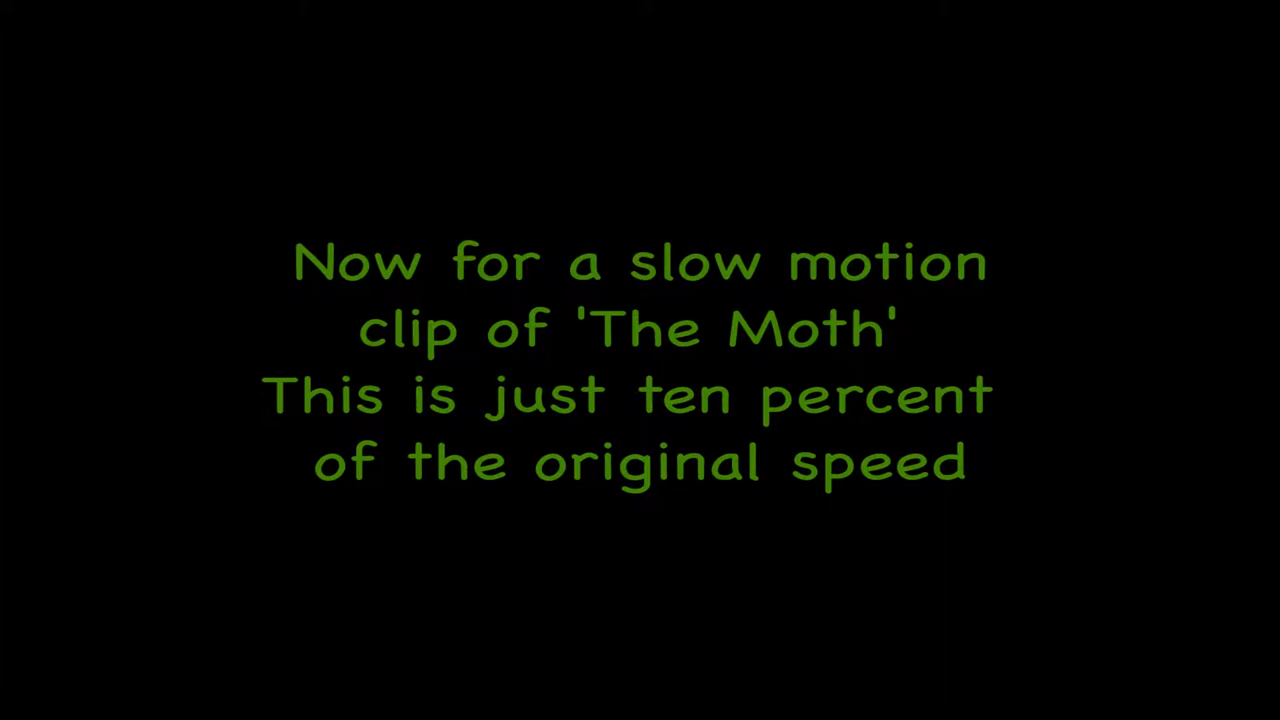 Now for a slow motion
clip of 'The Moth'
This is just ten percent
of the original speed